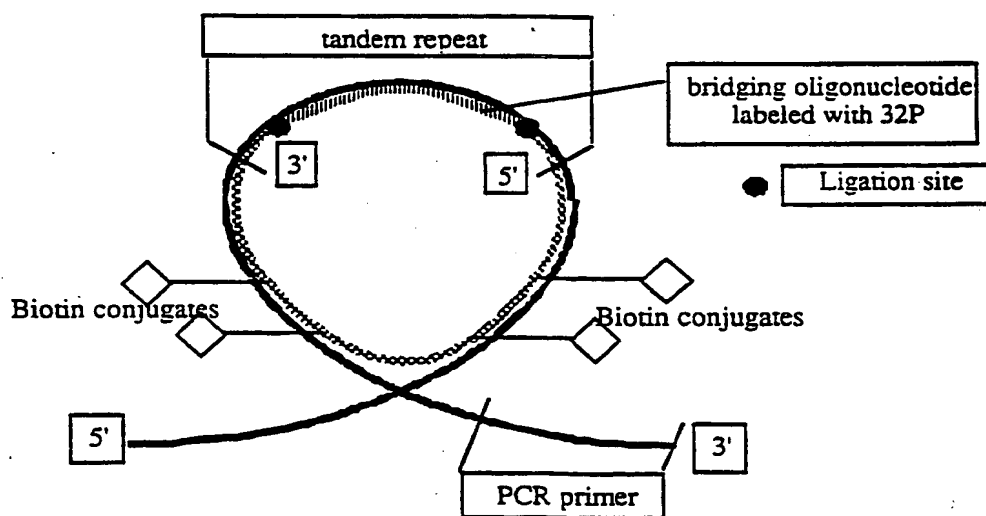 tandem repeat
bridging oligonucleotide
labeled with 32P
3'
5'
Ligation site
Biotin conjugates
Biotin conjugates
5'
3'
PCR primer